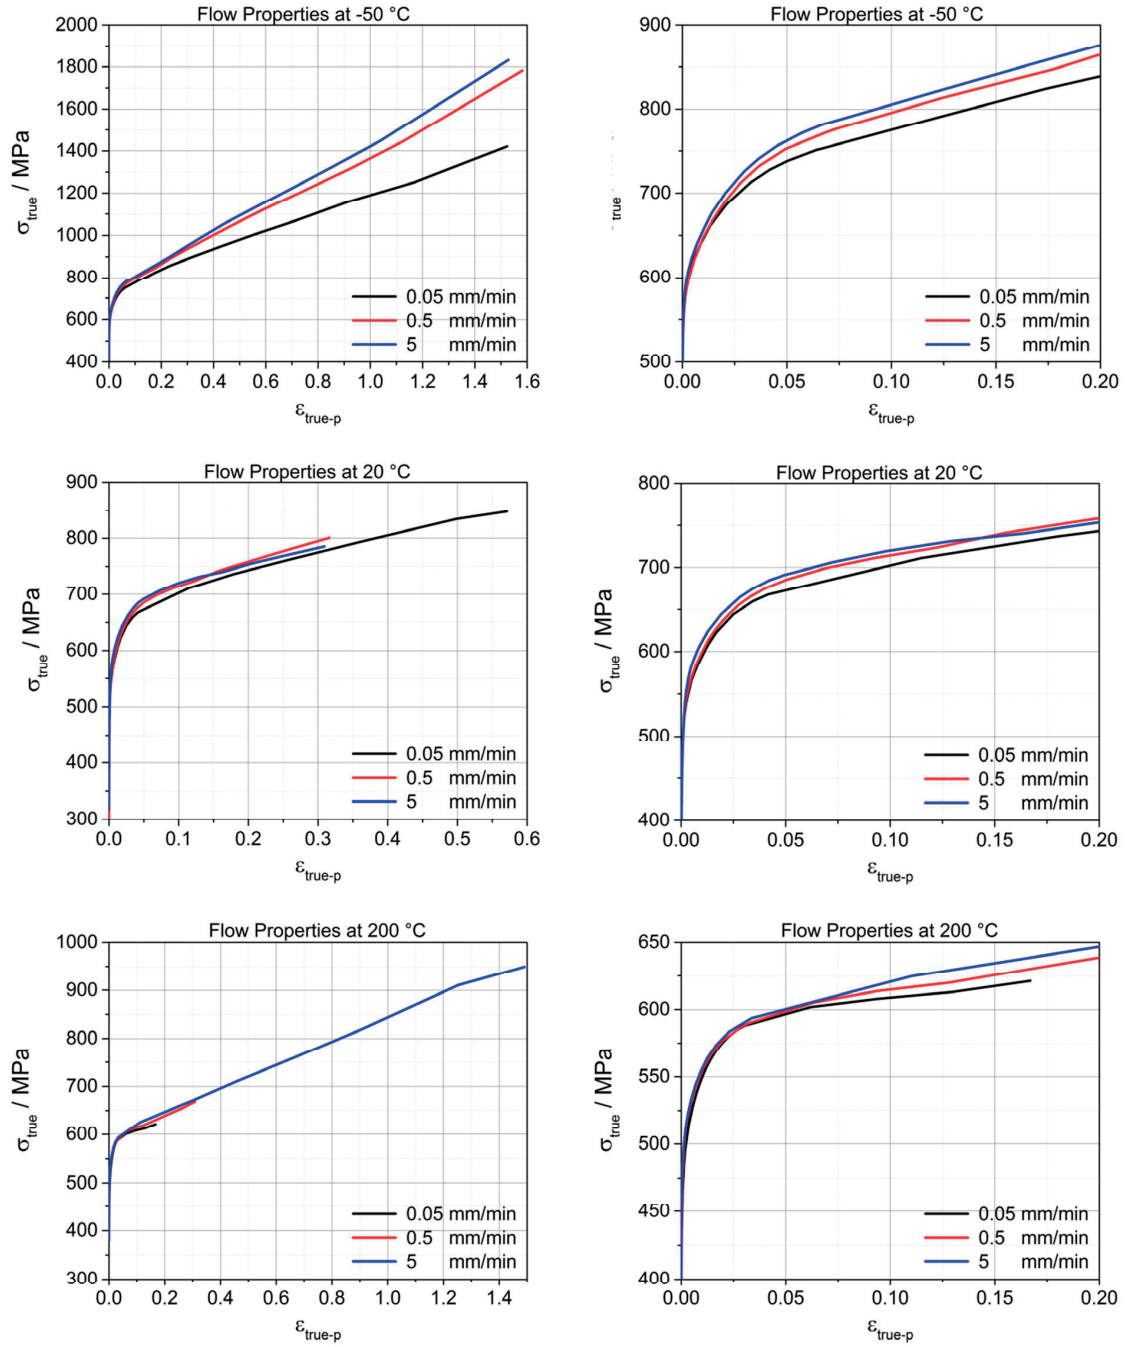 Flow Properties at -50 °C
2000
1800
1600
1400
1200
1000
800
600
400
σtrue / MPa
0.05 mm/min
0.5 mm/min
5 mm/min
0.0 0.2 0.4 0.6 0.8 1.0 1.2 1.4 1.6
εtrue-p
Flow Properties at -50 °C
900
800
700
600
500
true
0.05 mm/min
0.5 mm/min
5 mm/min
0.00 0.05 0.10 0.15 0.20
εtrue-p
Flow Properties at 20 °C
900
800
700
600
500
400
300
σtrue / MPa
0.05 mm/min
0.5 mm/min
5 mm/min
0.0 0.1 0.2 0.3 0.4 0.5 0.6
εtrue-p
Flow Properties at 20 °C
800
700
600
500
400
σtrue / MPa
0.05 mm/min
0.5 mm/min
5 mm/min
0.00 0.05 0.10 0.15 0.20
εtrue-p
Flow Properties at 200 °C
1000
900
800
700
600
500
400
300
σtrue / MPa
0.05 mm/min
0.5 mm/min
5 mm/min
0.0 0.2 0.4 0.6 0.8 1.0 1.2 1.4
εtrue-p
Flow Properties at 200 °C
650
600
550
500
450
400
σtrue / MPa
0.05 mm/min
0.5 mm/min
5 mm/min
0.00 0.05 0.10 0.15 0.20
εtrue-p